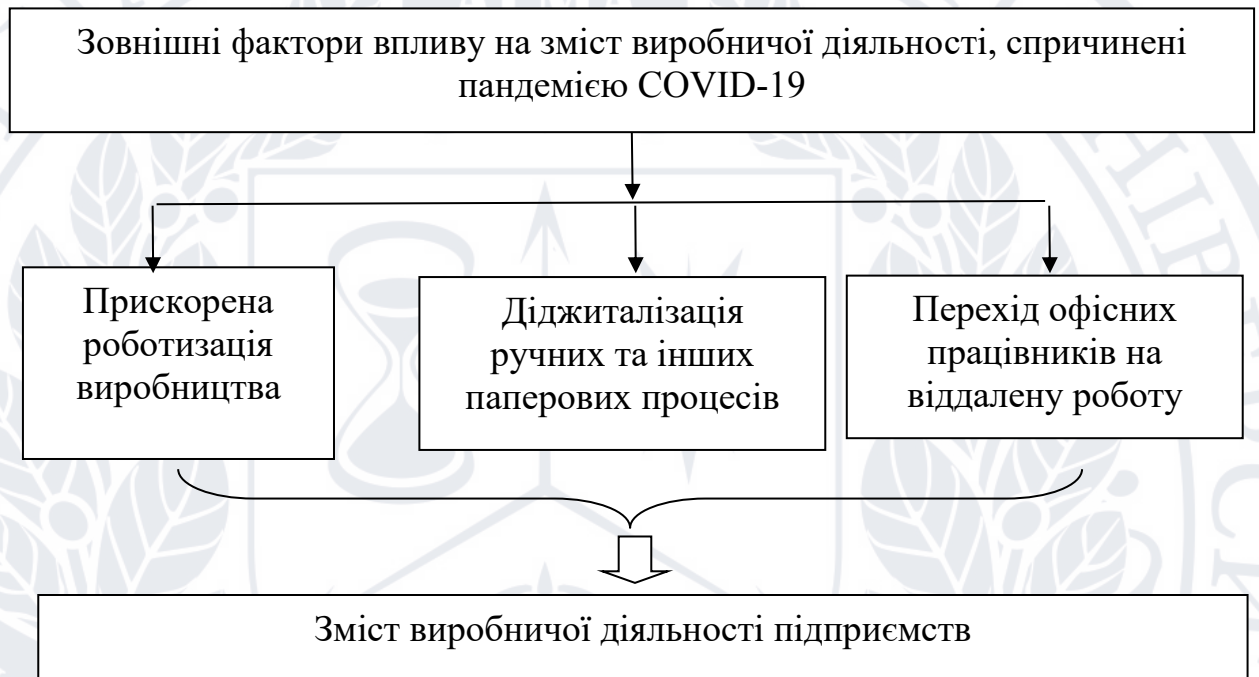 Зовнішні фактори впливу на зміст виробничої діяльності, спричинені
пандемією COVID-19
Прискорена
роботизація
виробництва
Діджиталізація
ручних та інших
паперових процесів
Перехід офісних
працівників на
віддалену роботу
Зміст виробничої діяльності підприємств